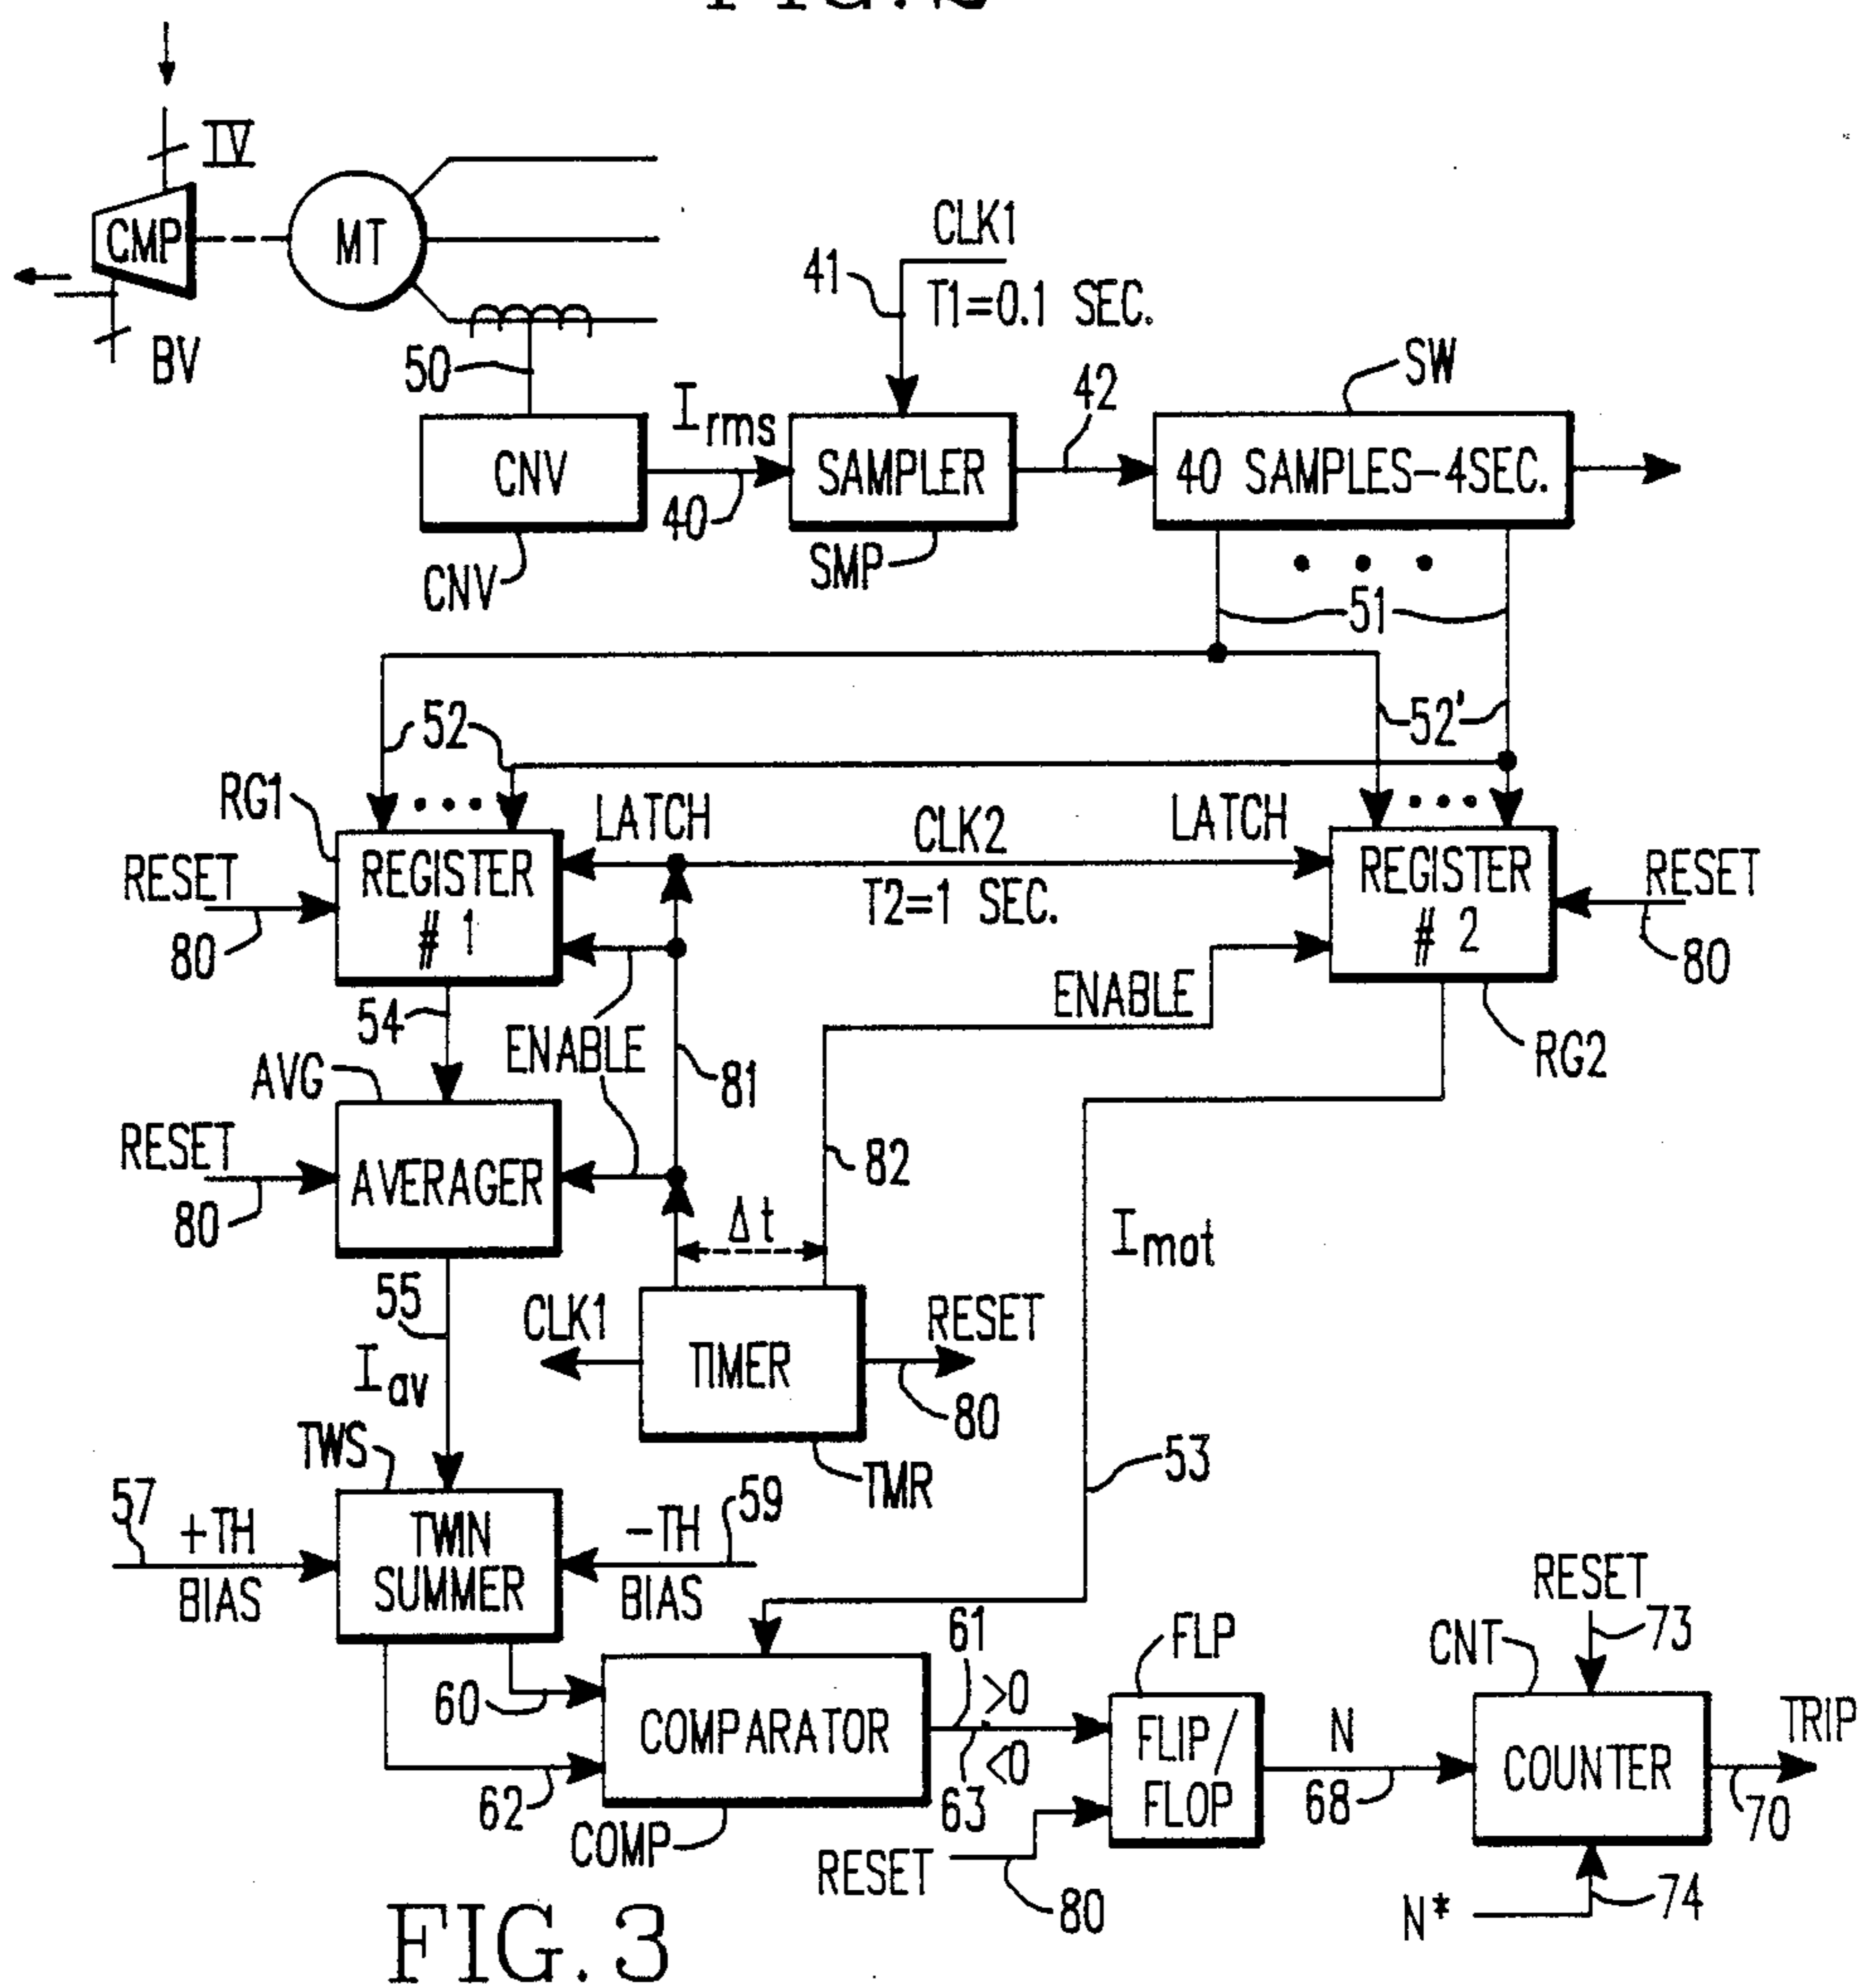 IV
CMP
MT
BV
50
CLK1
41
T1=0.1 SEC.
SW
42
Irms
CNV
SAMPLER
40 SAMPLES-4SEC.
40
CNV
SMP
51
52
52'
RG1
LATCH
CLK2
LATCH
RESET
REGISTER
# 1
T2=1 SEC.
REGISTER
# 2
RESET
80
80
54
ENABLE
ENABLE
RG2
AVG
81
RESET
AVERAGER
82
80
Δt
Imot
55
CLK1
RESET
Iav
TIMER
80
TWS
TMR
53
57
+TH
BIAS
TWIN
SUMMER
-TH
BIAS
59
RESET
73
61
FLP
CNT
60
>0
COMPARATOR
FLIP/
FLOP
N
COUNTER
TRIP
62
63
<0
68
70
COMP
RESET
80
N*
74
FIG. 3